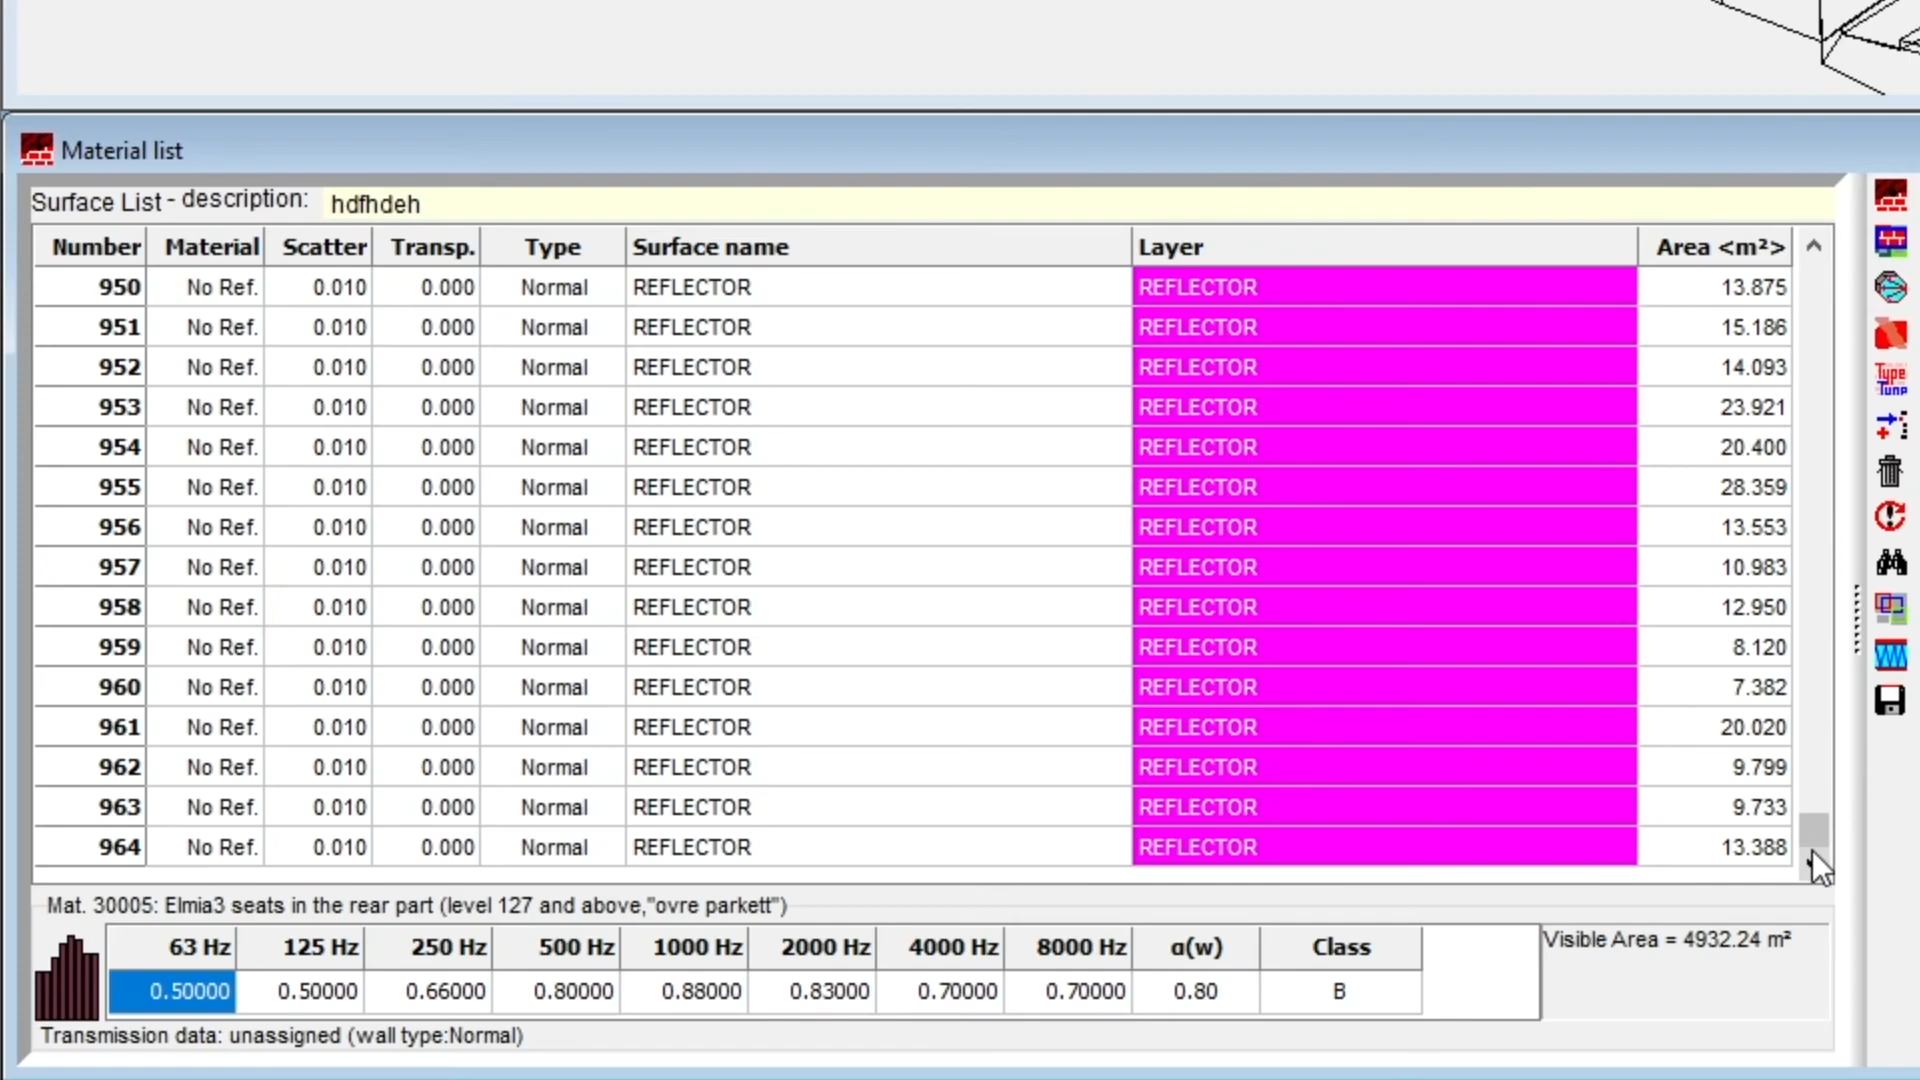 Material list
Surface List - description: hdfhdeh
Number Material Scatter Transp. Type Surface name Layer Area <m²>
950 No Ref. 0.010 0.000 Normal REFLECTOR REFLECTOR 13.875
951 No Ref. 0.010 0.000 Normal REFLECTOR REFLECTOR 15.186
952 No Ref. 0.010 0.000 Normal REFLECTOR REFLECTOR 14.093
953 No Ref. 0.010 0.000 Normal REFLECTOR REFLECTOR 23.921
954 No Ref. 0.010 0.000 Normal REFLECTOR REFLECTOR 20.400
955 No Ref. 0.010 0.000 Normal REFLECTOR REFLECTOR 28.359
956 No Ref. 0.010 0.000 Normal REFLECTOR REFLECTOR 13.553
957 No Ref. 0.010 0.000 Normal REFLECTOR REFLECTOR 10.983
958 No Ref. 0.010 0.000 Normal REFLECTOR REFLECTOR 12.950
959 No Ref. 0.010 0.000 Normal REFLECTOR REFLECTOR 8.120
960 No Ref. 0.010 0.000 Normal REFLECTOR REFLECTOR 7.382
961 No Ref. 0.010 0.000 Normal REFLECTOR REFLECTOR 20.020
962 No Ref. 0.010 0.000 Normal REFLECTOR REFLECTOR 9.799
963 No Ref. 0.010 0.000 Normal REFLECTOR REFLECTOR 9.733
964 No Ref. 0.010 0.000 Normal REFLECTOR REFLECTOR 13.388
Mat. 30005: Elmia3 seats in the rear part (level 127 and above,"ovre parkett")
63 Hz 125 Hz 250 Hz 500 Hz 1000 Hz 2000 Hz 4000 Hz 8000 Hz α(w) Class
0.50000 0.50000 0.66000 0.80000 0.88000 0.83000 0.70000 0.70000 0.80 B
Visible Area = 4932.24 m²
Transmission data: unassigned (wall type:Normal)
Type